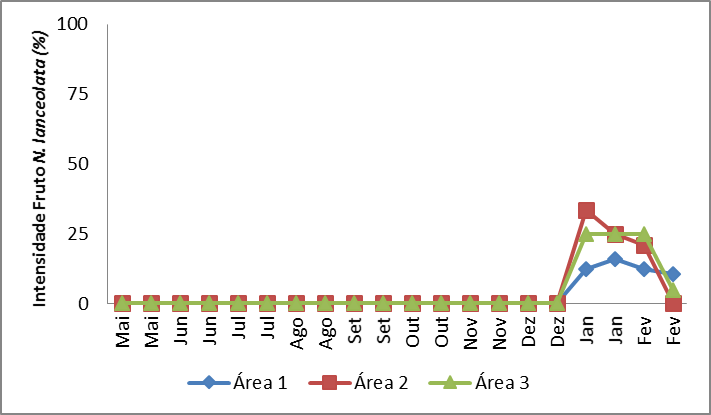 Intensidade Fruto N. lanceolata (%)
100
75
50
25
0
Mai
Mai
Jun
Jun
Jul
Jul
Ago
Ago
Set
Set
Out
Out
Nov
Nov
Dez
Dez
Jan
Jan
Fev
Fev
Área 1
Área 2
Área 3